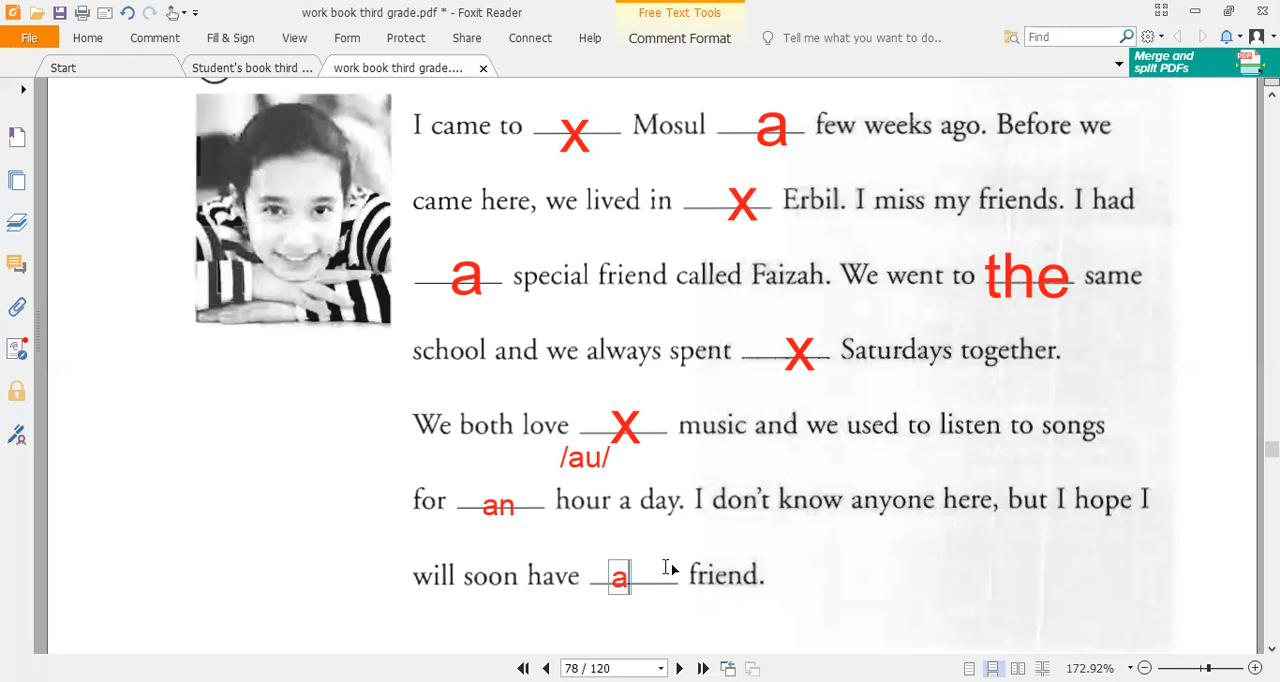 work book third grade.pdf * - Foxit Reader
Free Text Tools
File Home Comment Fill & Sign View Form Protect Share Connect Help Comment Format Tell me what you want to do.. Find
Start Student's book third ... work book third grade.... Merge and split PDFs
I came to x Mosul a few weeks ago. Before we
came here, we lived in x Erbil. I miss my friends. I had
a special friend called Faizah. We went to the same
school and we always spent x Saturdays together.
We both love x music and we used to listen to songs
/au/
for an hour a day. I don't know anyone here, but I hope I
will soon have a friend.
78 / 120 172.92%